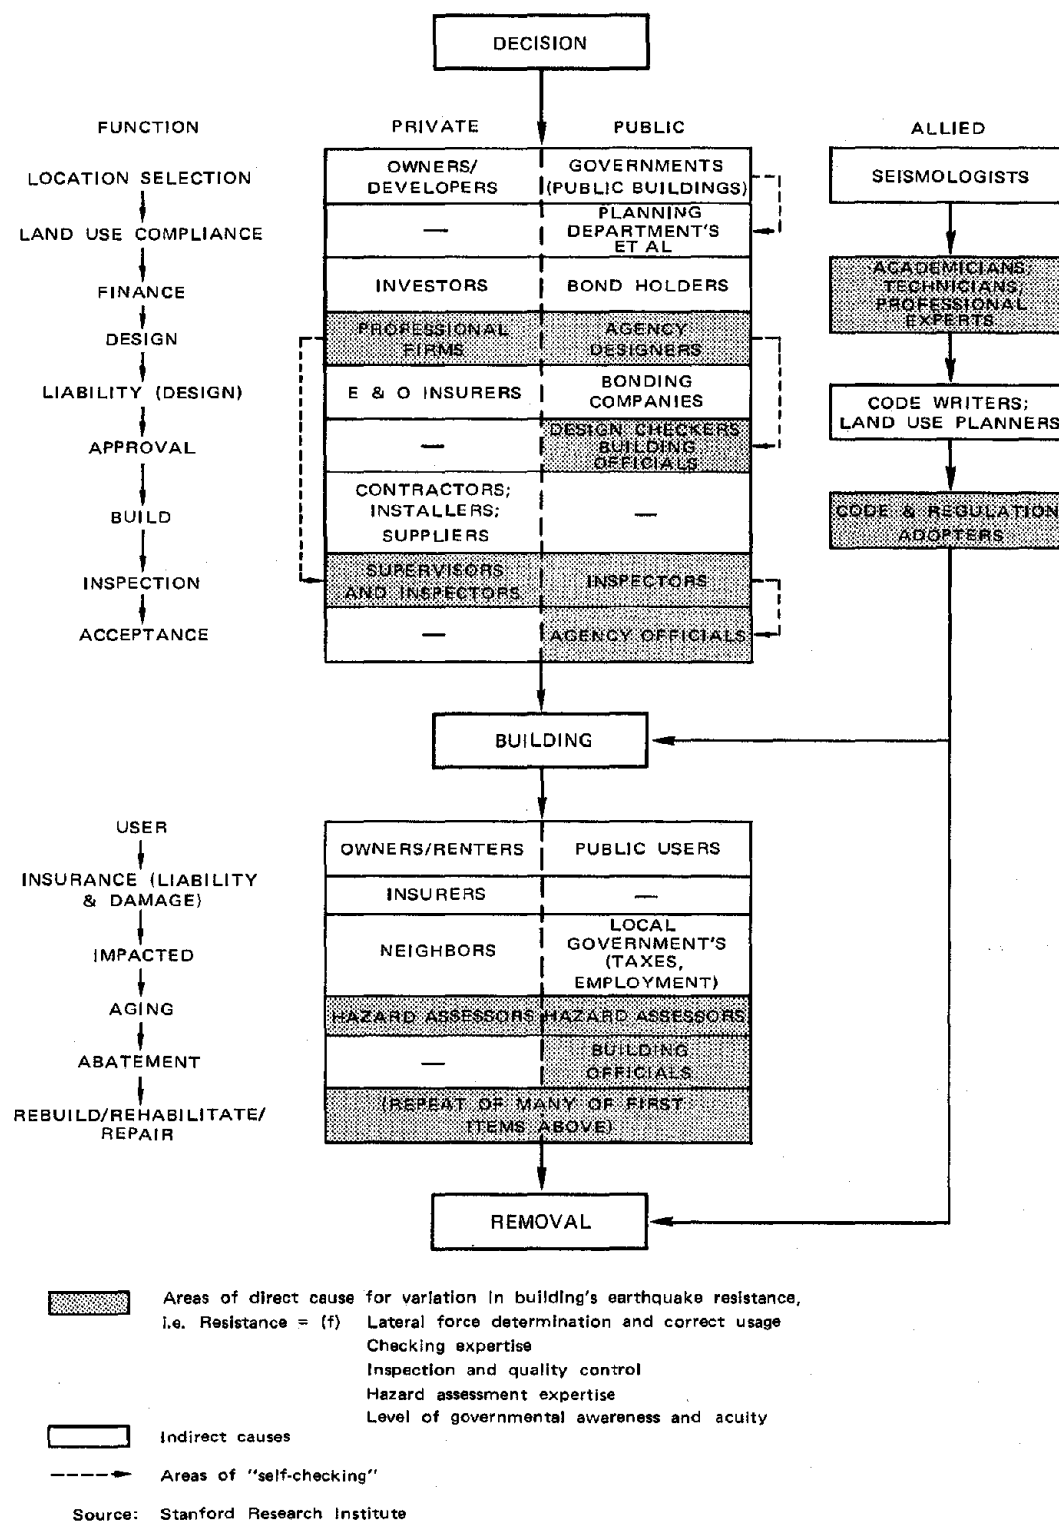 DECISION
FUNCTION
PRIVATE
PUBLIC
ALLIED
LOCATION SELECTION
OWNERS/
DEVELOPERS
GOVERNMENTS
(PUBLIC BUILDINGS)
SEISMOLOGISTS
LAND USE COMPLIANCE
—
PLANNING
DEPARTMENT'S
ET AL
FINANCE
INVESTORS
BOND HOLDERS
ACADEMICIANS;
TECHNICIANS;
PROFESSIONAL
EXPERTS
DESIGN
PROFESSIONAL
FIRMS
AGENCY
DESIGNERS
LIABILITY (DESIGN)
E & O INSURERS
BONDING
COMPANIES
CODE WRITERS;
LAND USE PLANNERS
APPROVAL
—
DESIGN CHECKERS
BUILDING
OFFICIALS
BUILD
CONTRACTORS;
INSTALLERS;
SUPPLIERS
—
CODE & REGULATION
ADOPTERS
INSPECTION
SUPERVISORS
AND INSPECTORS
INSPECTORS
ACCEPTANCE
—
AGENCY OFFICIALS
BUILDING
USER
OWNERS/RENTERS
PUBLIC USERS
INSURANCE (LIABILITY
& DAMAGE)
INSURERS
—
IMPACTED
NEIGHBORS
LOCAL
GOVERNMENT'S
(TAXES,
EMPLOYMENT)
AGING
HAZARD ASSESSORS
HAZARD ASSESSORS
ABATEMENT
—
BUILDING
OFFICIALS
REBUILD/REHABILITATE/
REPAIR
(REPEAT OF MANY OF FIRST
ITEMS ABOVE)
REMOVAL
Areas of direct cause for variation in building's earthquake resistance,
i.e. Resistance = (f) Lateral force determination and correct usage
Checking expertise
Inspection and quality control
Hazard assessment expertise
Level of governmental awareness and acuity
Indirect causes
Areas of "self-checking"
Source: Stanford Research Institute